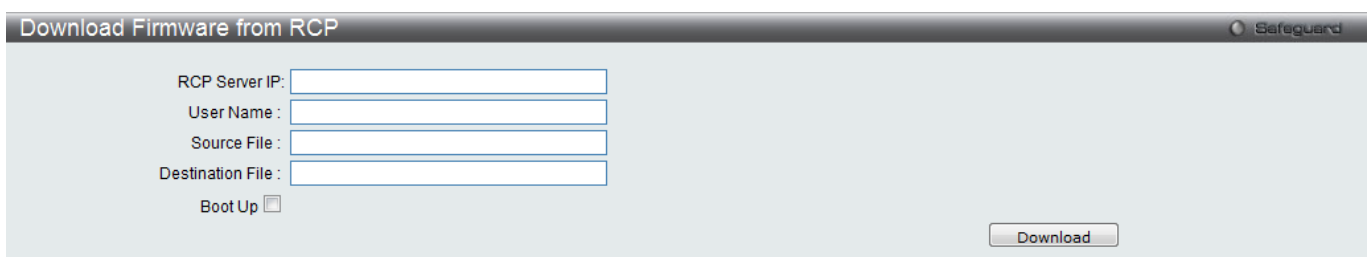 Download Firmware from RCP
Safeguard
RCP Server IP:
User Name :
Source File :
Destination File :
Boot Up
Download